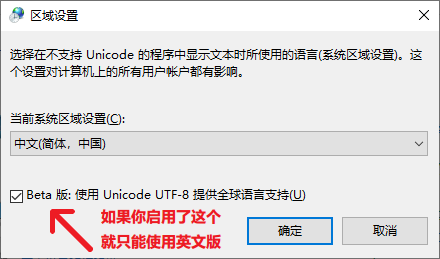 区域设置
选择在不支持 Unicode 的程序中显示文本时所使用的语言(系统区域设置)。这
个设置对计算机上的所有用户帐户都有影响。
当前系统区域设置(C):
中文(简体，中国)
Beta 版: 使用 Unicode UTF-8 提供全球语言支持(U)
如果你启用了这个
就只能使用英文版
确定
取消